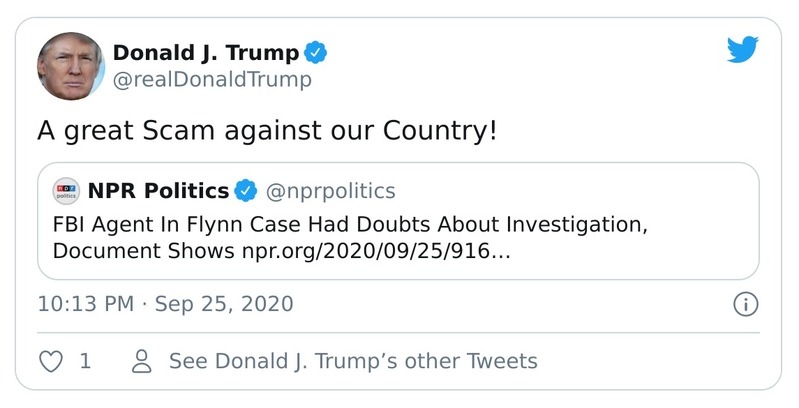 Donald J. Trump
@realDonaldTrump
A great Scam against our Country!
npr
politics
NPR Politics @nprpolitics
FBI Agent In Flynn Case Had Doubts About Investigation,
Document Shows npr.org/2020/09/25/916…
10:13 PM · Sep 25, 2020
1 See Donald J. Trump’s other Tweets